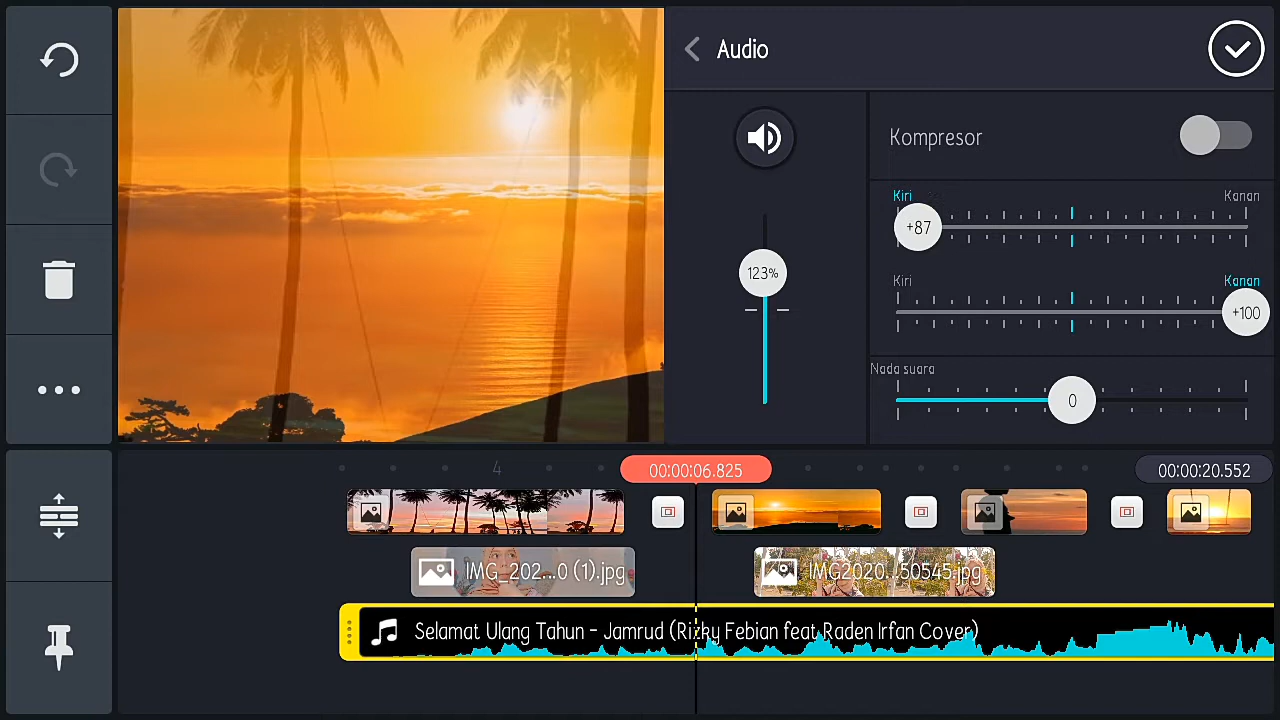 Audio
Kompresor
Kiri
Kanan
+87
123%
Kiri
Kanan
+100
Nada suara
0
4
00:00:06.825
00:00:20.552
IMG_202...0 (1).jpg
IMG2020...50545.jpg
Selamat Ulang Tahun - Jamrud (Rizky Febian feat Raden Irfan Cover)